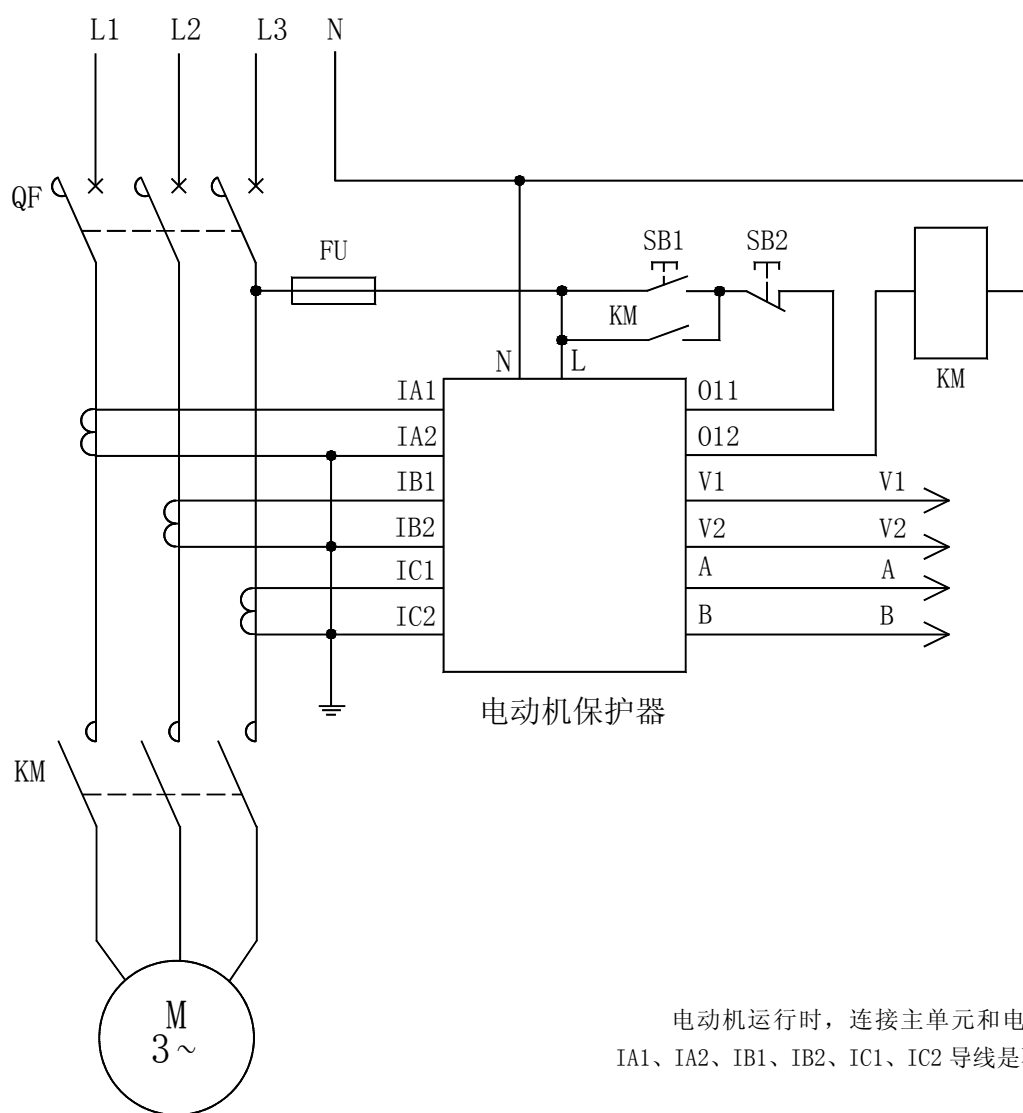 L1 L2 L3 N
QF
FU SB1 SB2
KM
N L
KM
IA1 O11
IA2 O12
IB1 V1 V1
IB2 V2 V2
IC1 A A
IC2 B B
电动机保护器
KM
M
3~
电动机运行时，连接主单元和电
IA1、IA2、IB1、IB2、IC1、IC2 导线是